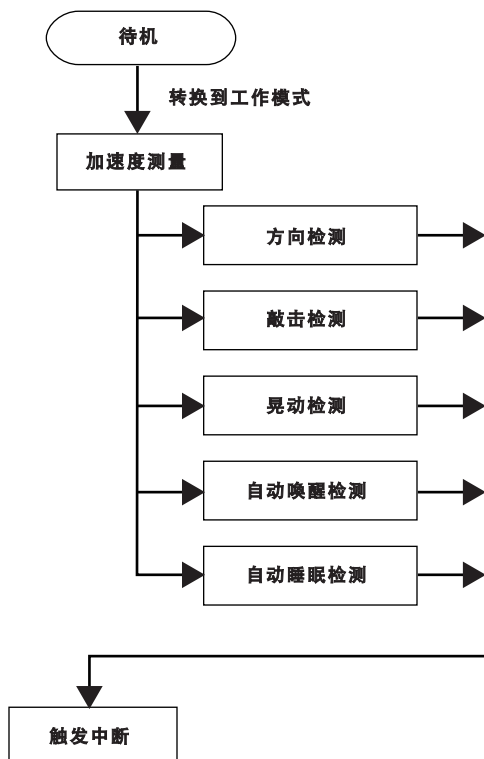 待机
转换到工作模式
加速度测量
方向检测
敲击检测
晃动检测
自动唤醒检测
自动睡眠检测
触发中断